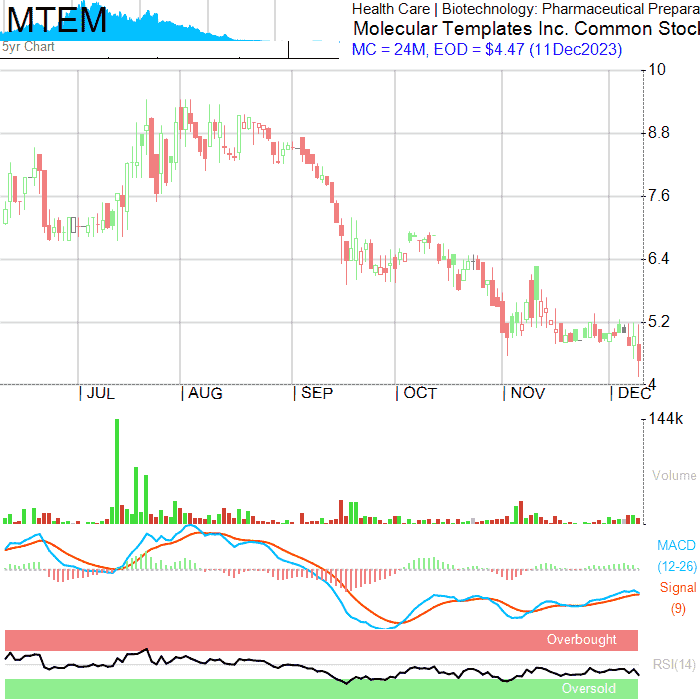 MTEM
5yr Chart
Health Care | Biotechnology: Pharmaceutical Prepara
Molecular Templates Inc. Common Stoc
MC = 24M, EOD = $4.47 (11Dec2023)
10
8.8
7.6
6.4
5.2
4
| JUL | AUG | SEP | OCT | NOV | DEC
144k
Volume
MACD
(12-26)
Signal
(9)
Overbought
RSI(14)
Oversold